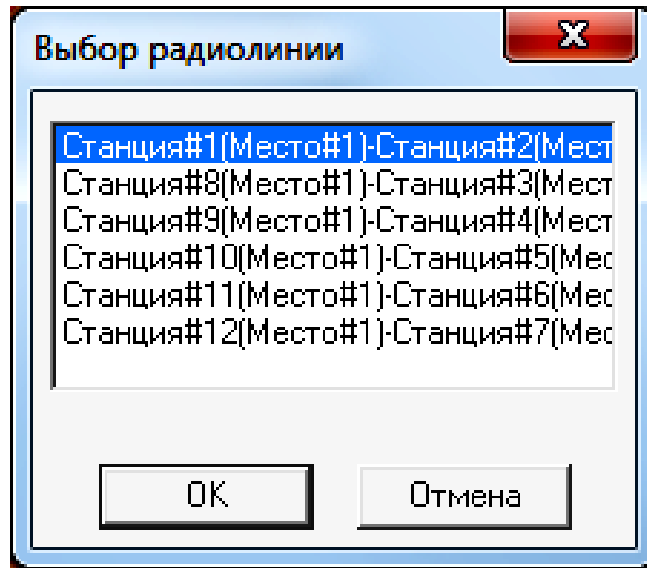 Выбор радиолинии
Станция#1(Место#1)-Станция#2(Мест
Станция#8(Место#1)-Станция#3(Мест
Станция#9(Место#1)-Станция#4(Мест
Станция#10(Место#1)-Станция#5(Мес
Станция#11(Место#1)-Станция#6(Мес
Станция#12(Место#1)-Станция#7(Мес
OK
Отмена